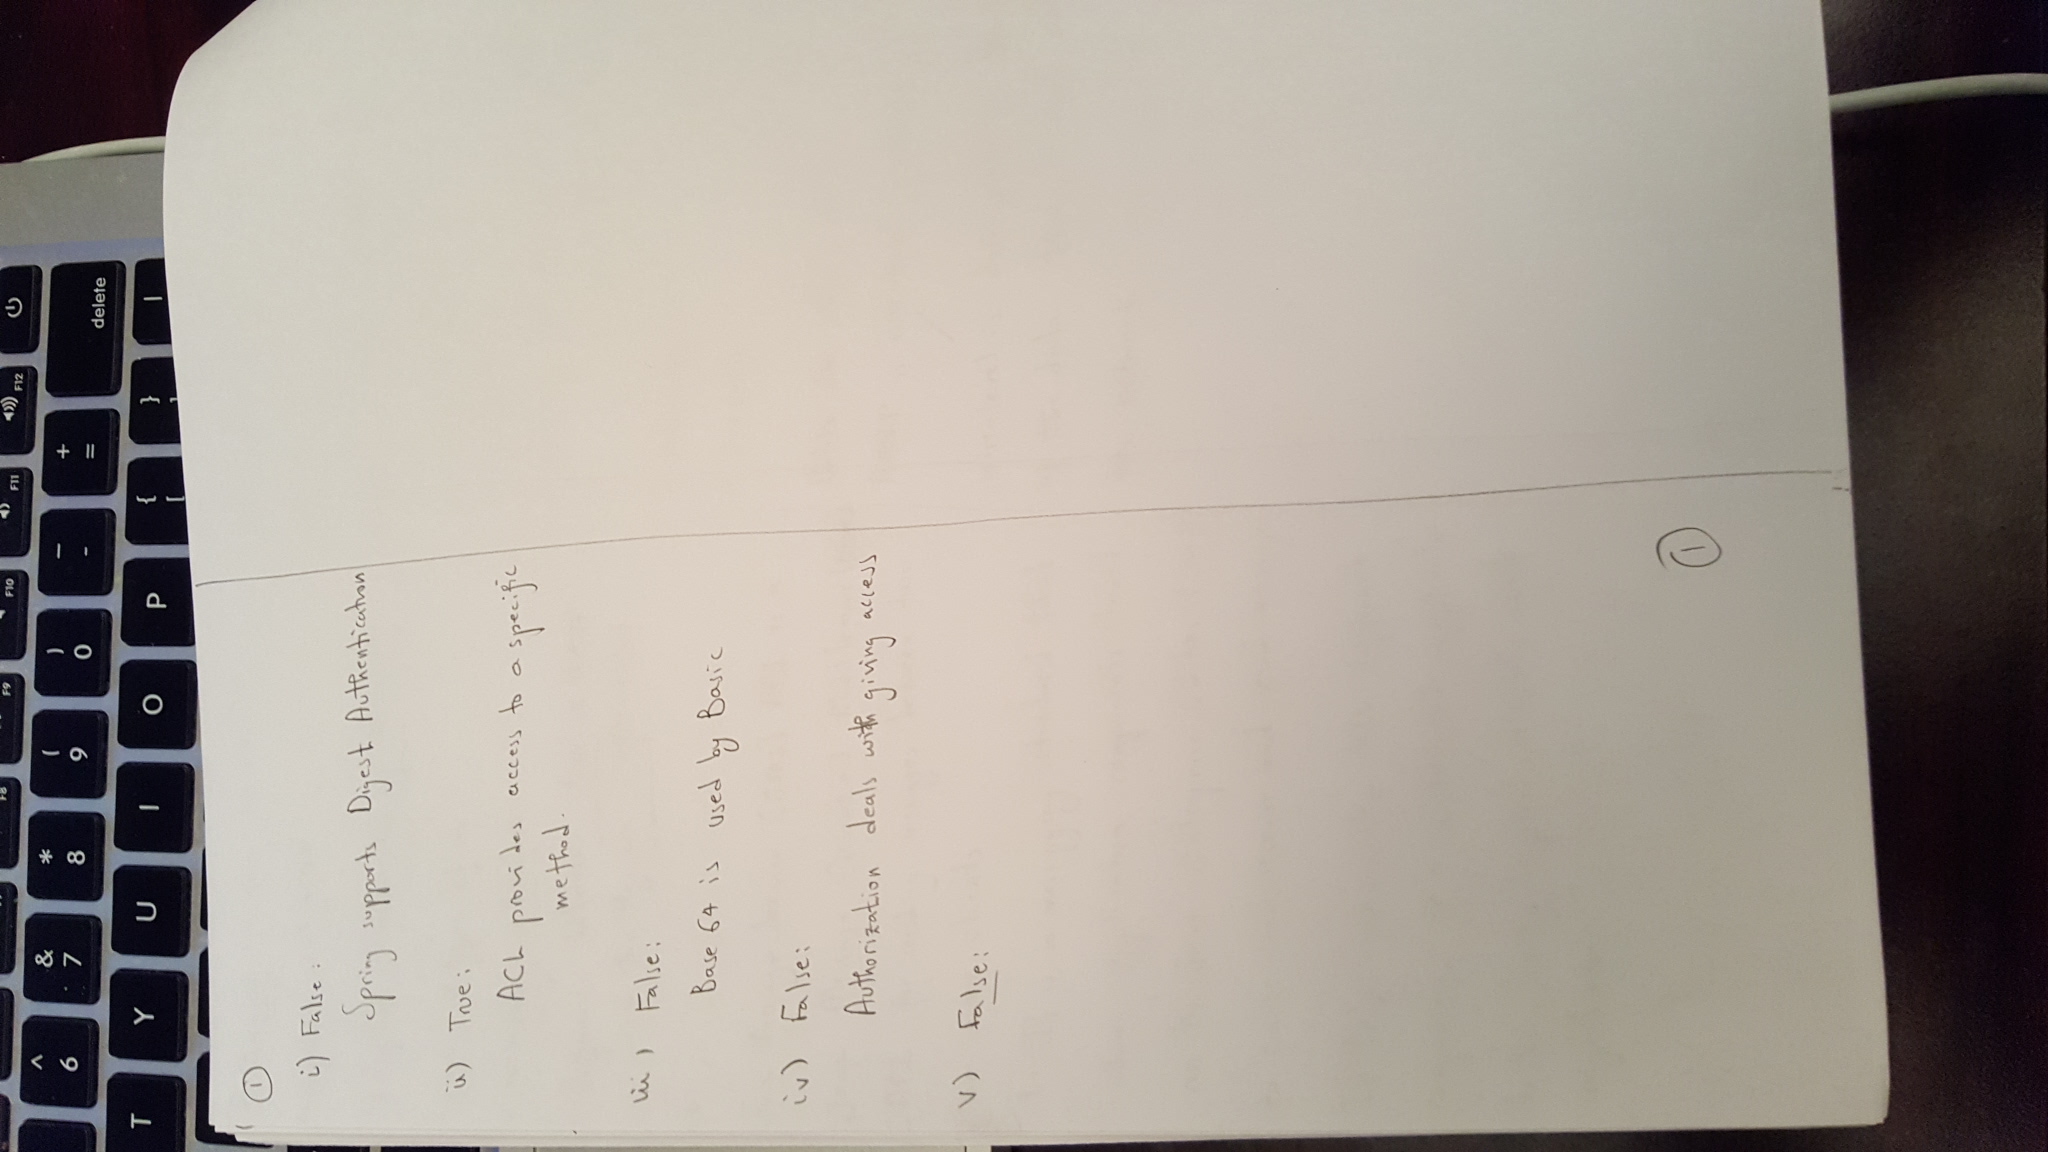 F8 F9 F10 F11 F12
^ & * ( ) — +
6 7 8 9 0 - = delete
T Y U I O P { } |
[
①
i) False:
Spring supports Digest Authentication
ii) True:
ACL provides access to a specific
method.
iii) False:
Base 64 is used by Basic
iv) False:
Authorization deals with giving access
v) False:
①